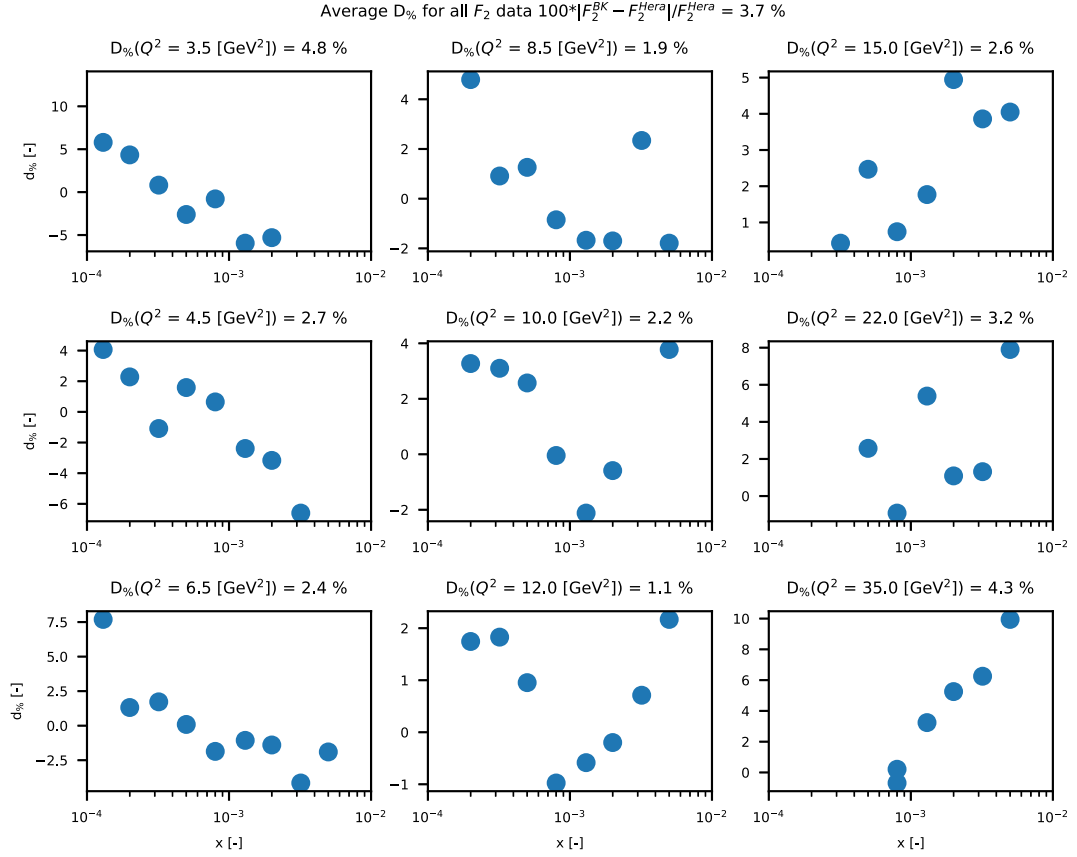 Average D% for all F₂ data 100*|F₂ᴮᴷ − F₂ᴴᵉʳᵃ|/F₂ᴴᵉʳᵃ = 3.7 %
D%(Q² = 3.5 [GeV²]) = 4.8 %
10
5
0
−5
d% [-]
10⁻⁴ 10⁻³ 10⁻²
D%(Q² = 8.5 [GeV²]) = 1.9 %
4
2
0
−2
10⁻⁴ 10⁻³ 10⁻²
D%(Q² = 15.0 [GeV²]) = 2.6 %
5
4
3
2
1
10⁻⁴ 10⁻³ 10⁻²
D%(Q² = 4.5 [GeV²]) = 2.7 %
4
2
0
−2
−4
−6
d% [-]
10⁻⁴ 10⁻³ 10⁻²
D%(Q² = 10.0 [GeV²]) = 2.2 %
4
2
0
−2
10⁻⁴ 10⁻³ 10⁻²
D%(Q² = 22.0 [GeV²]) = 3.2 %
8
6
4
2
0
10⁻⁴ 10⁻³ 10⁻²
D%(Q² = 6.5 [GeV²]) = 2.4 %
7.5
5.0
2.5
0.0
−2.5
d% [-]
10⁻⁴ 10⁻³ 10⁻²
x [-]
D%(Q² = 12.0 [GeV²]) = 1.1 %
2
1
0
−1
10⁻⁴ 10⁻³ 10⁻²
x [-]
D%(Q² = 35.0 [GeV²]) = 4.3 %
10
8
6
4
2
0
10⁻⁴ 10⁻³ 10⁻²
x [-]